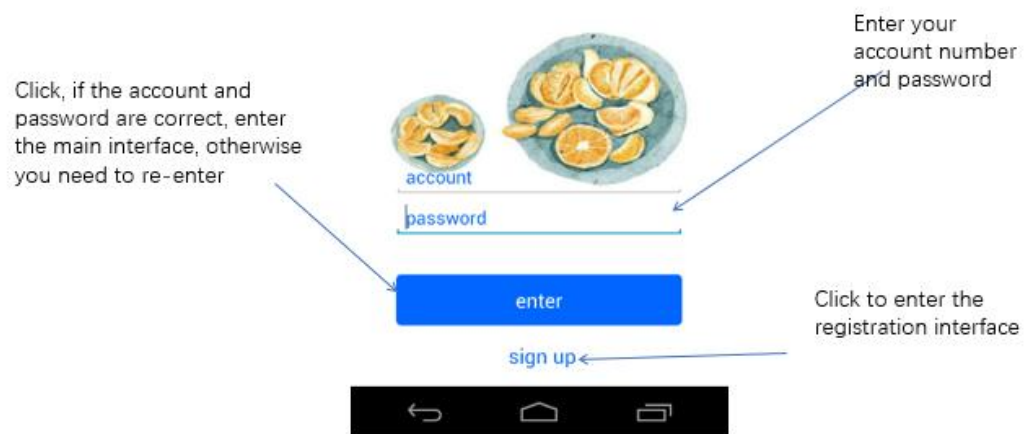 Enter your
account number
and password
Click, if the account and
password are correct, enter
the main interface, otherwise
you need to re-enter
account
password
enter
Click to enter the
registration interface
sign up